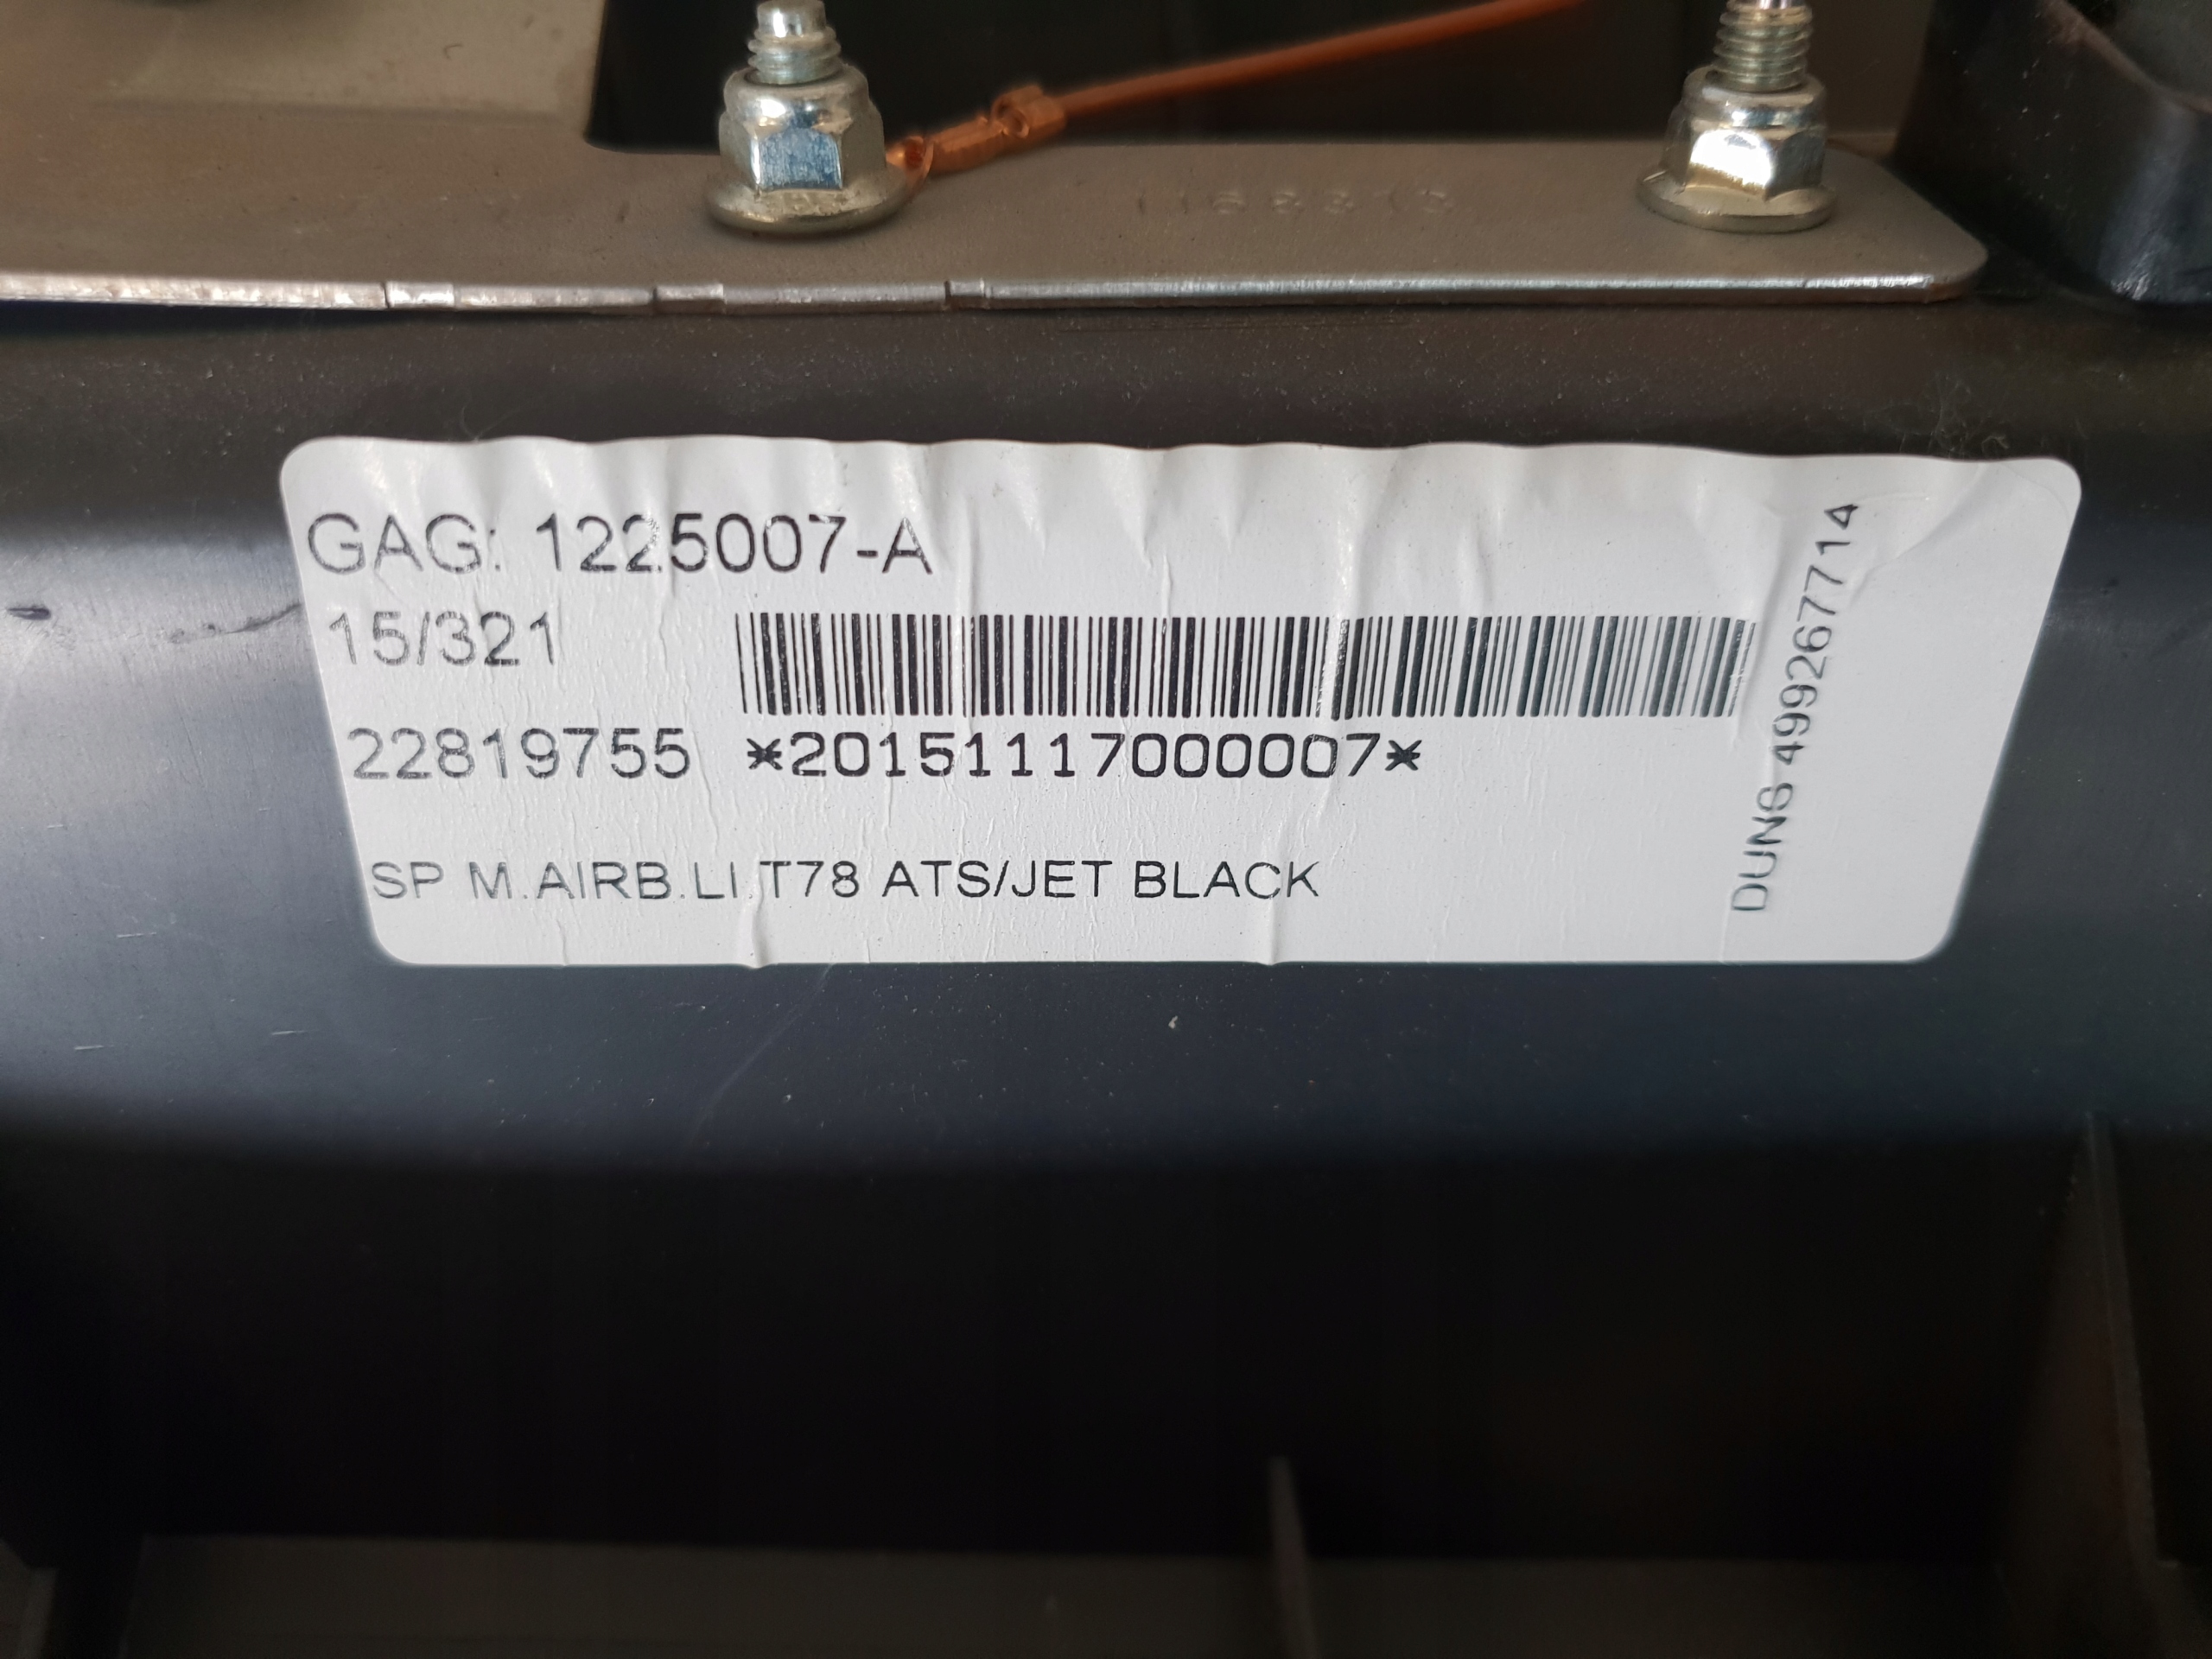 GAG: 1225007-A
15/321
22819755 *20151117000007*
SP M.AIRB.LI.T78 ATS/JET BLACK
DUNS 499267714